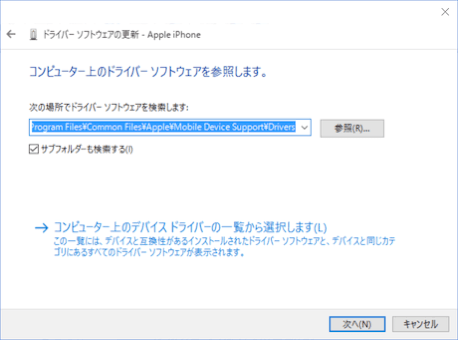 ドライバー ソフトウェアの更新 - Apple iPhone
コンピューター上のドライバー ソフトウェアを参照します。
次の場所でドライバー ソフトウェアを検索します:
Program Files¥Common Files¥Apple¥Mobile Device Support¥Drivers
参照(R)...
サブフォルダーも検索する(I)
コンピューター上のデバイス ドライバーの一覧から選択します(L)
この一覧には、デバイスと互換性があるインストールされたドライバー ソフトウェアと、デバイスと同じカテ
ゴリにあるすべてのドライバー ソフトウェアが表示されます。
次へ(N)
キャンセル